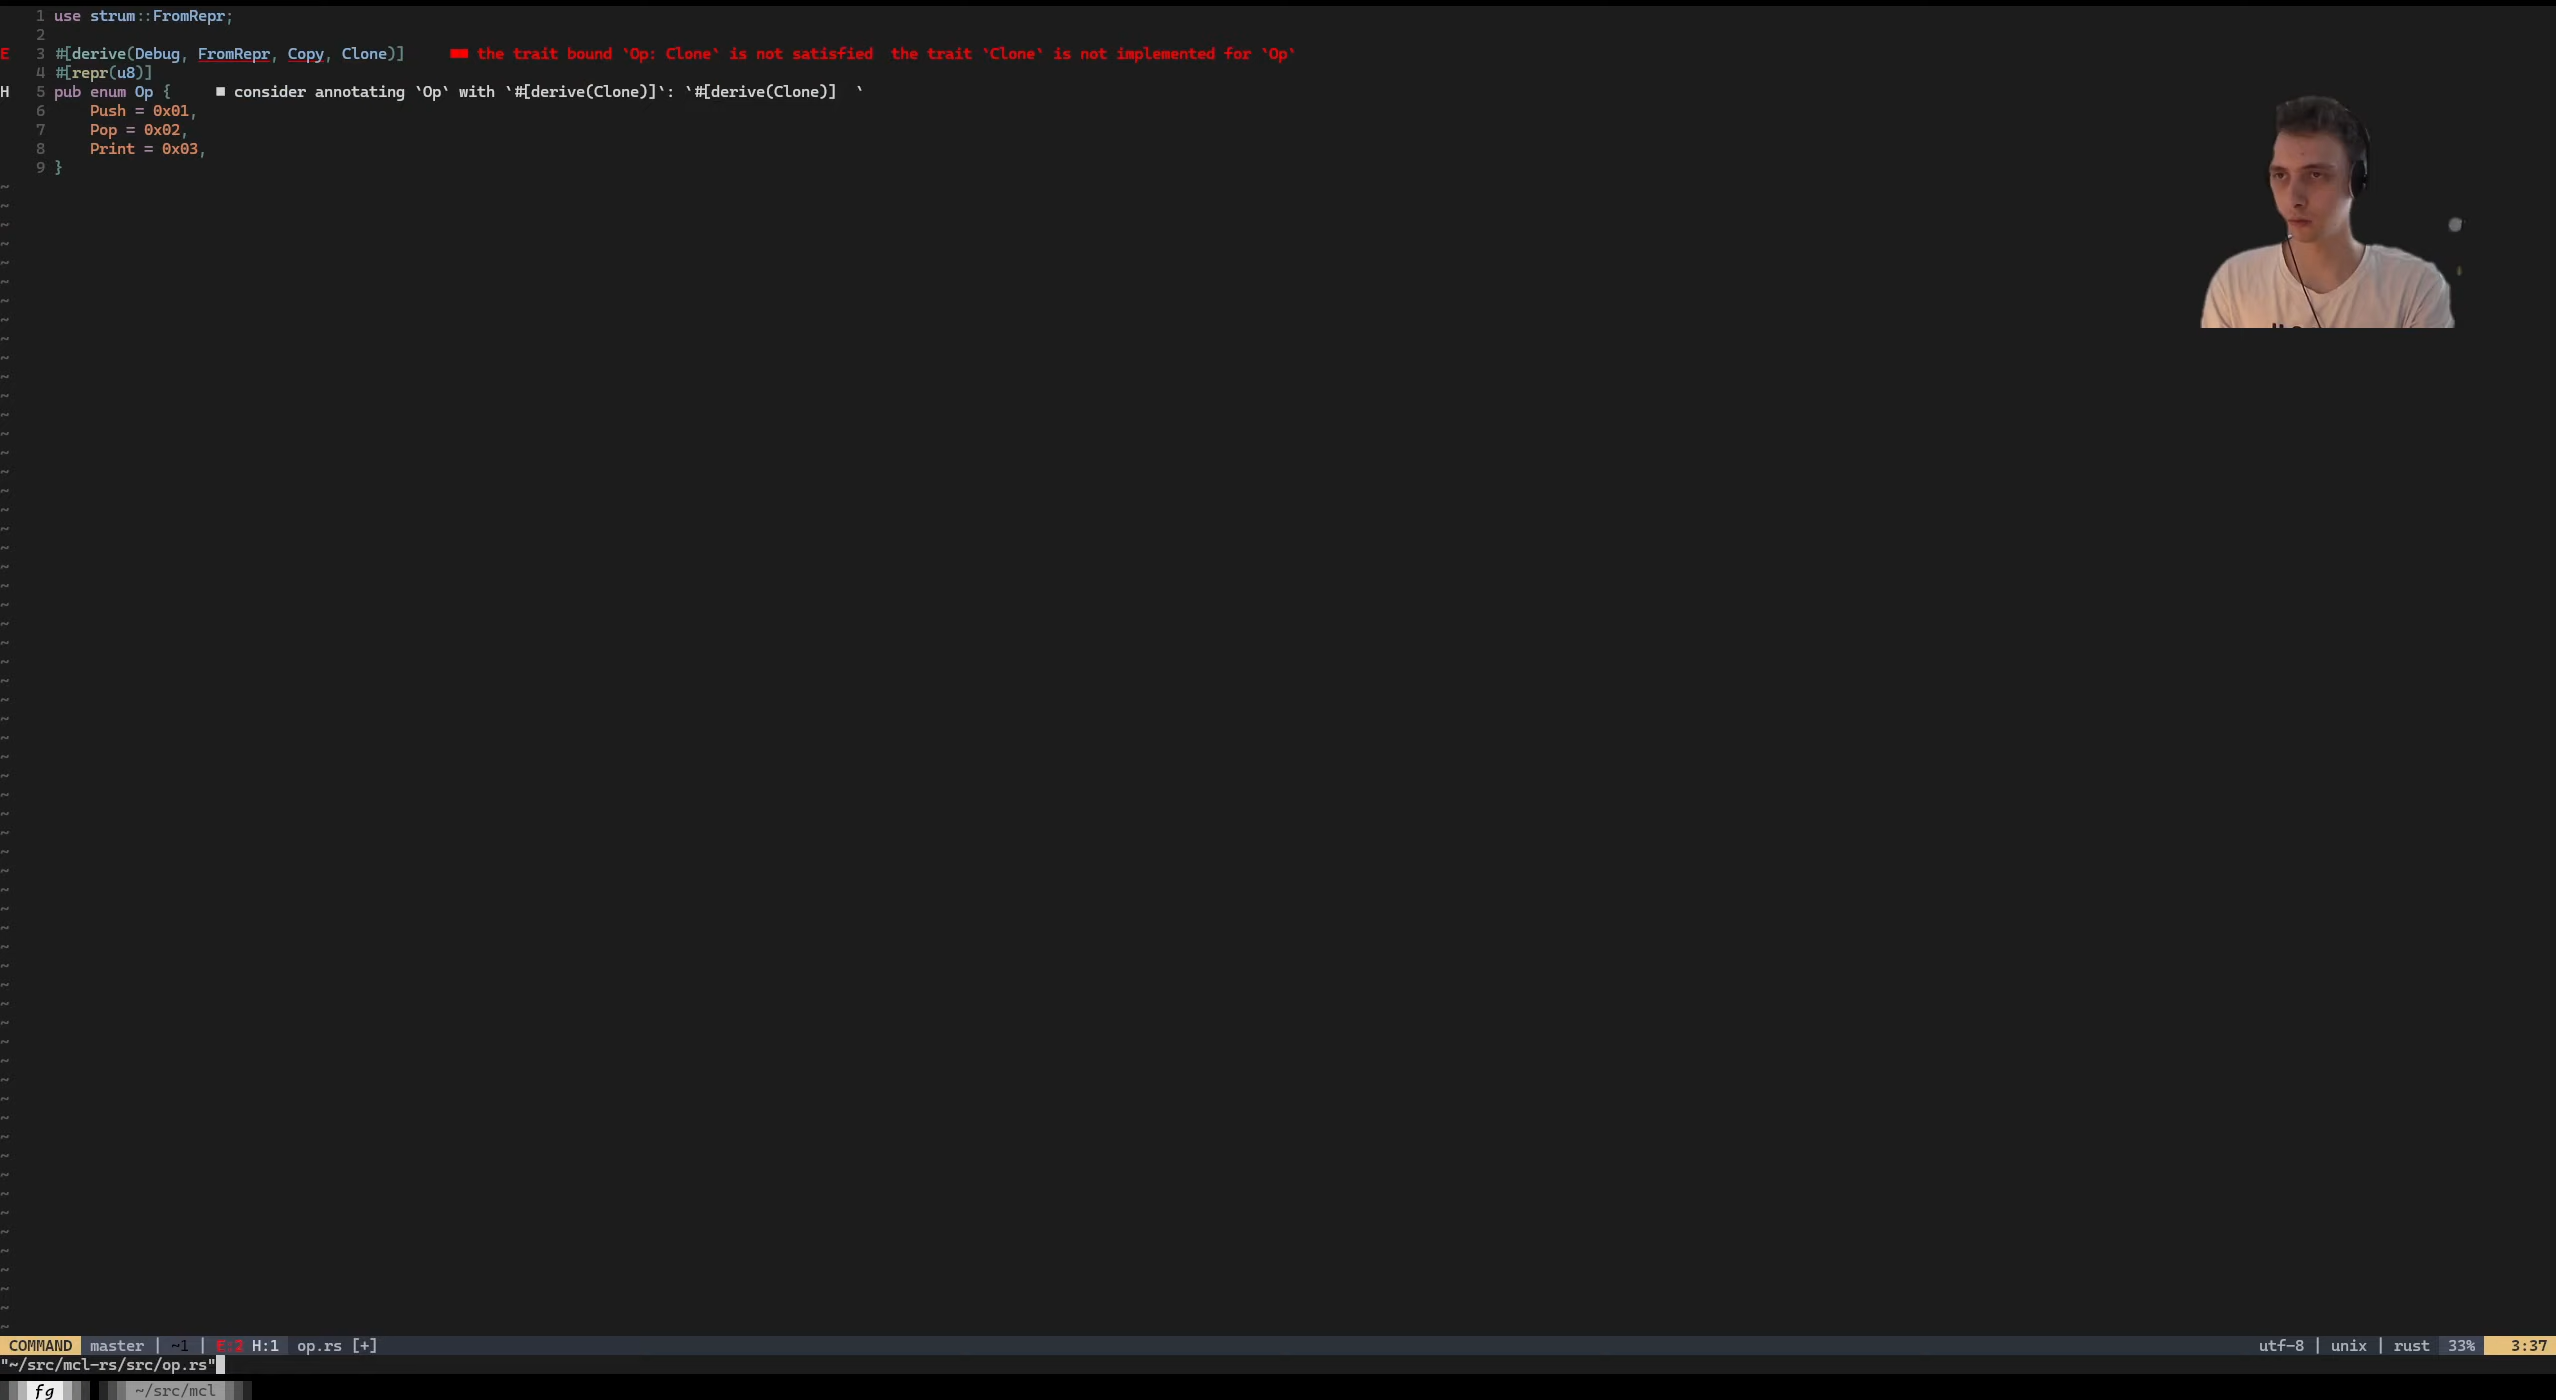 1 use strum::FromRepr;
2
E 3 #[derive(Debug, FromRepr, Copy, Clone)] ■■ the trait bound `Op: Clone` is not satisfied  the trait `Clone` is not implemented for `Op`
4 #[repr(u8)]
H 5 pub enum Op { ■ consider annotating `Op` with `#[derive(Clone)]`: `#[derive(Clone)]  `
6     Push = 0x01,
7     Pop = 0x02,
8     Print = 0x03,
9 }
COMMAND master | ~1 | E:2 H:1 op.rs [+] utf-8 | unix | rust 33% 3:37
"~/src/mcl-rs/src/op.rs"
fg ~/src/mcl